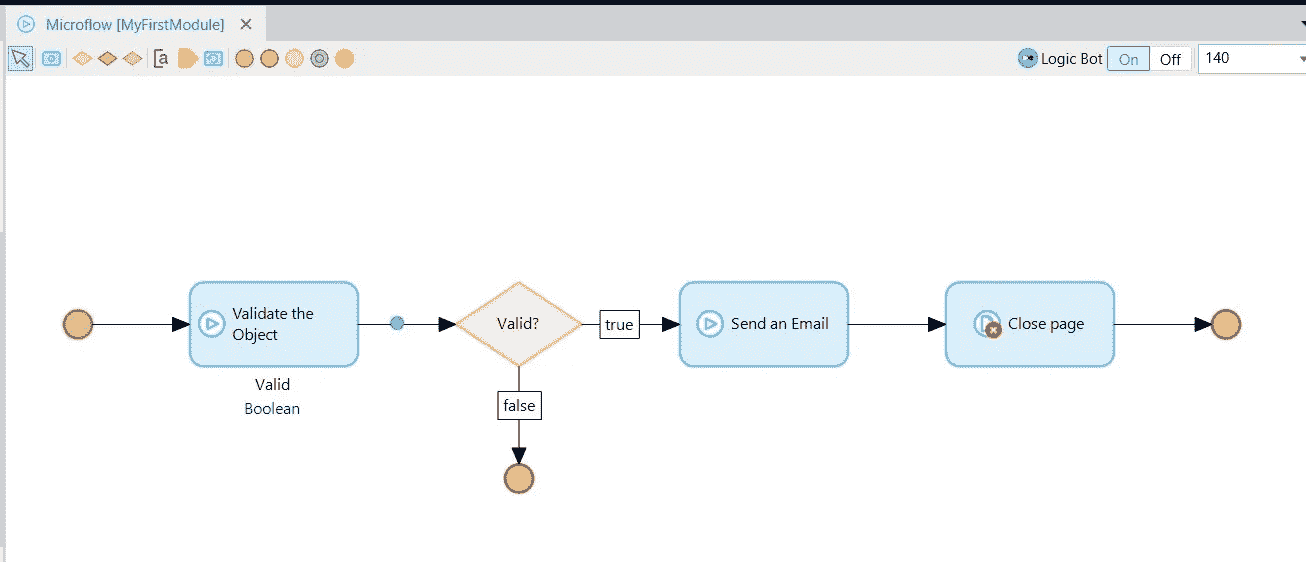 Microflow [MyFirstModule]
[a
Logic Bot On Off 140
Validate the
Object
Valid
Boolean
Valid?
true
false
Send an Email
Close page